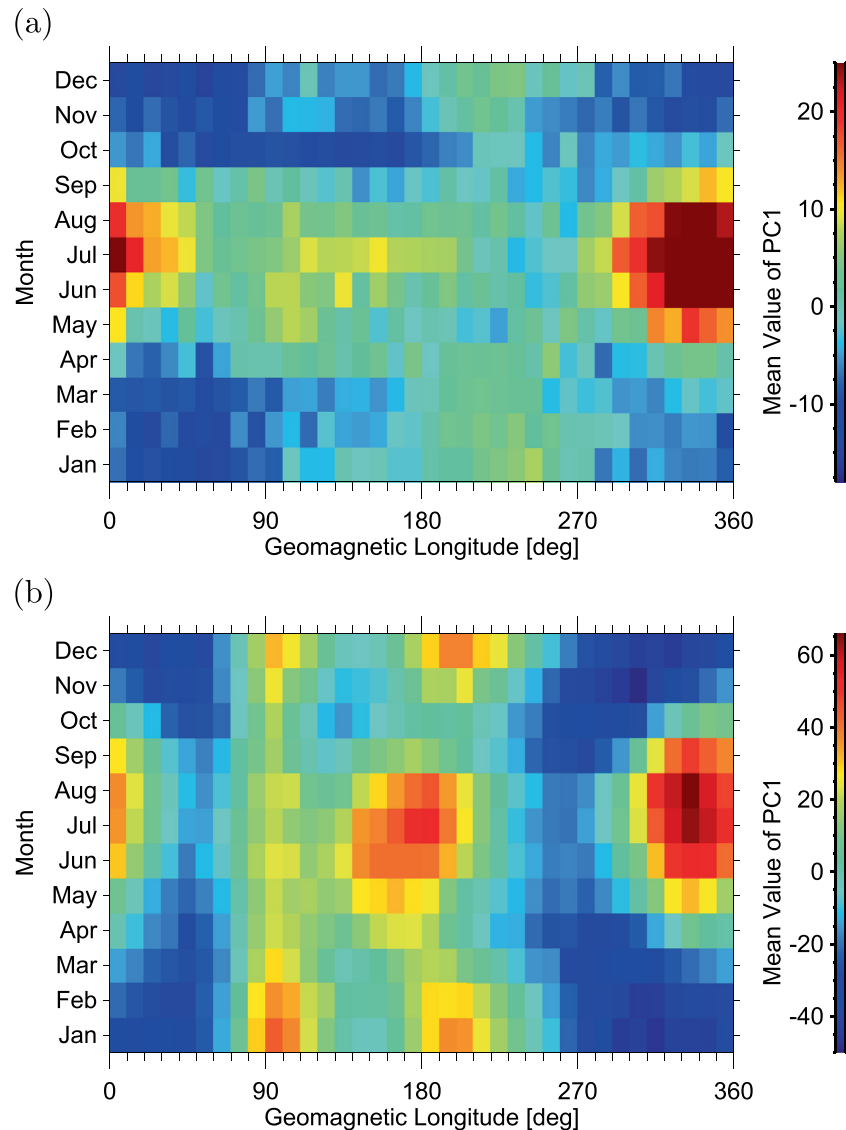 (a)
Dec
Nov
Oct
Sep
Aug
Jul
Jun
May
Apr
Mar
Feb
Jan
Month
0 90 180 270 360
Geomagnetic Longitude [deg]
20
10
0
-10
Mean Value of PC1
(b)
Dec
Nov
Oct
Sep
Aug
Jul
Jun
May
Apr
Mar
Feb
Jan
Month
0 90 180 270 360
Geomagnetic Longitude [deg]
60
40
20
0
-20
-40
Mean Value of PC1